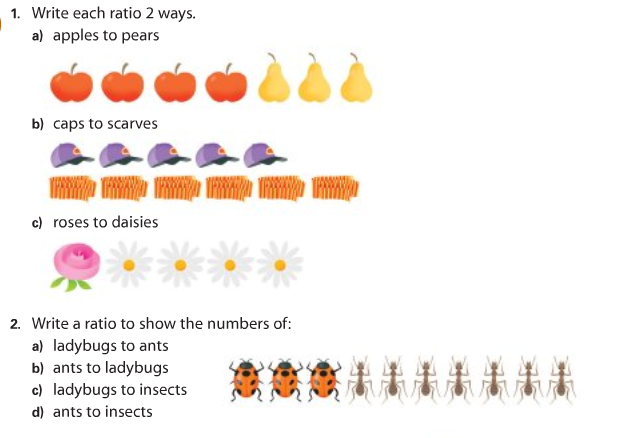 1. Write each ratio 2 ways.
a) apples to pears
b) caps to scarves
c) roses to daisies
2. Write a ratio to show the numbers of:
a) ladybugs to ants
b) ants to ladybugs
c) ladybugs to insects
d) ants to insects